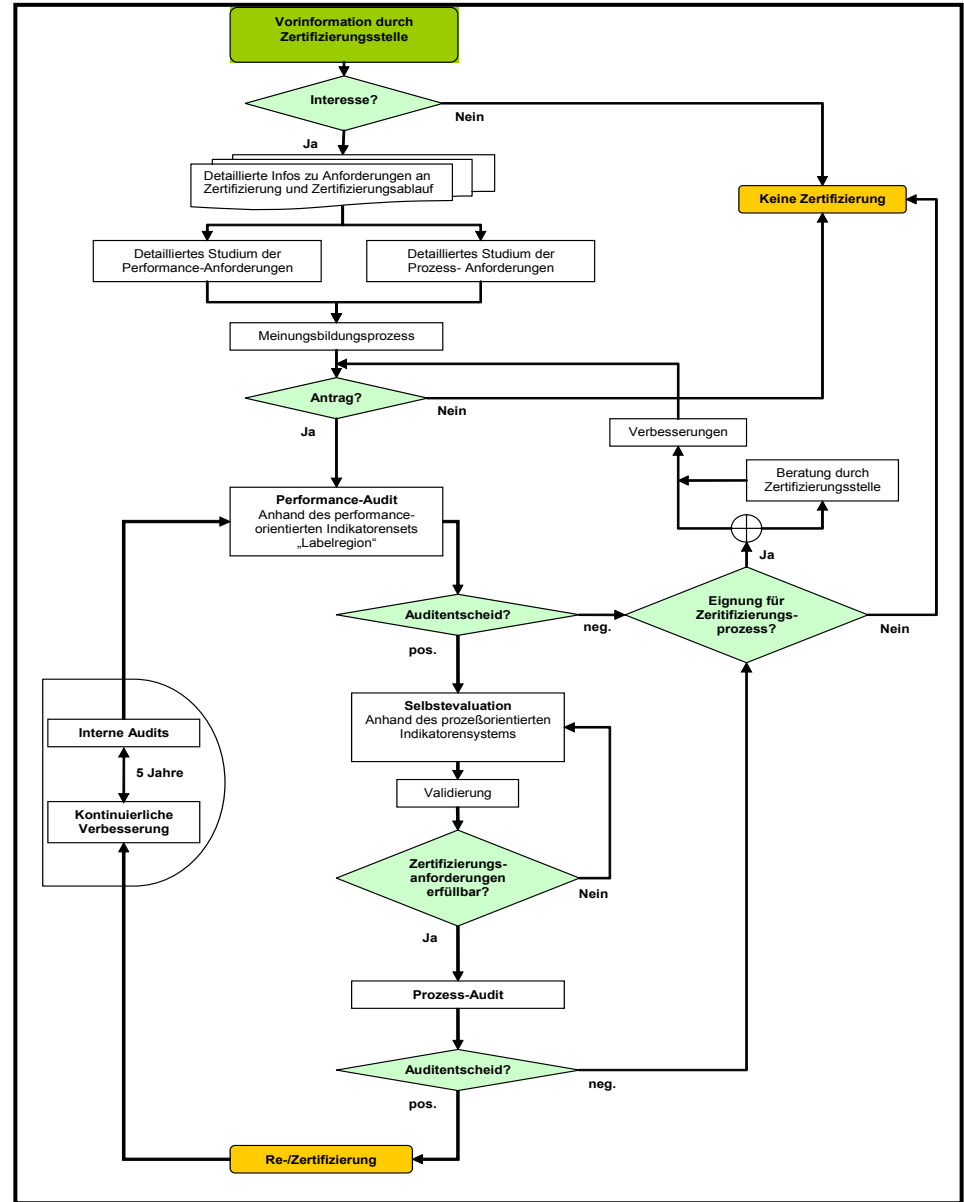 Vorinformation durch
Zertifizierungsstelle
Interesse?
Nein
Ja
Detaillierte Infos zu Anforderungen an
Zertifizierung und Zertifizierungsablauf
Keine Zertifizierung
Detailliertes Studium der
Performance-Anforderungen
Detailliertes Studium der
Prozess- Anforderungen
Meinungsbildungsprozess
Antrag?
Nein
Ja
Verbesserungen
Beratung durch
Zertifizierungsstelle
Performance-Audit
Anhand des performance-
orientierten Indikatorensets
„Labelregion“
Ja
Eignung für
Zeritifizierungs-
prozess?
Nein
Auditentscheid?
neg.
pos.
Selbstevaluation
Anhand des prozeßorientierten
Indikatorensystems
Interne Audits
5 Jahre
Kontinuierliche
Verbesserung
Validierung
Zertifizierungs-
anforderungen
erfüllbar?
Nein
Ja
Prozess-Audit
Auditentscheid?
neg.
pos.
Re-/Zertifizierung